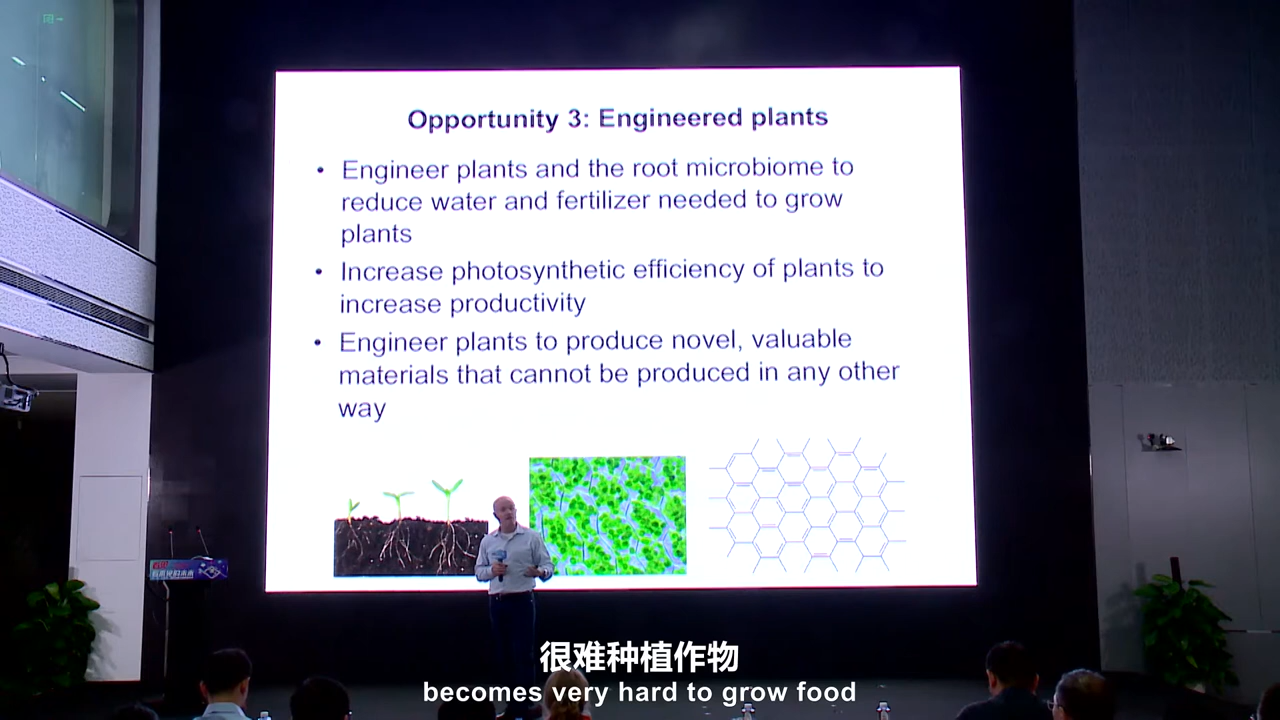 Opportunity 3: Engineered plants
• Engineer plants and the root microbiome to
reduce water and fertilizer needed to grow
plants
• Increase photosynthetic efficiency of plants to
increase productivity
• Engineer plants to produce novel, valuable
materials that cannot be produced in any other
way
很难种植作物
becomes very hard to grow food